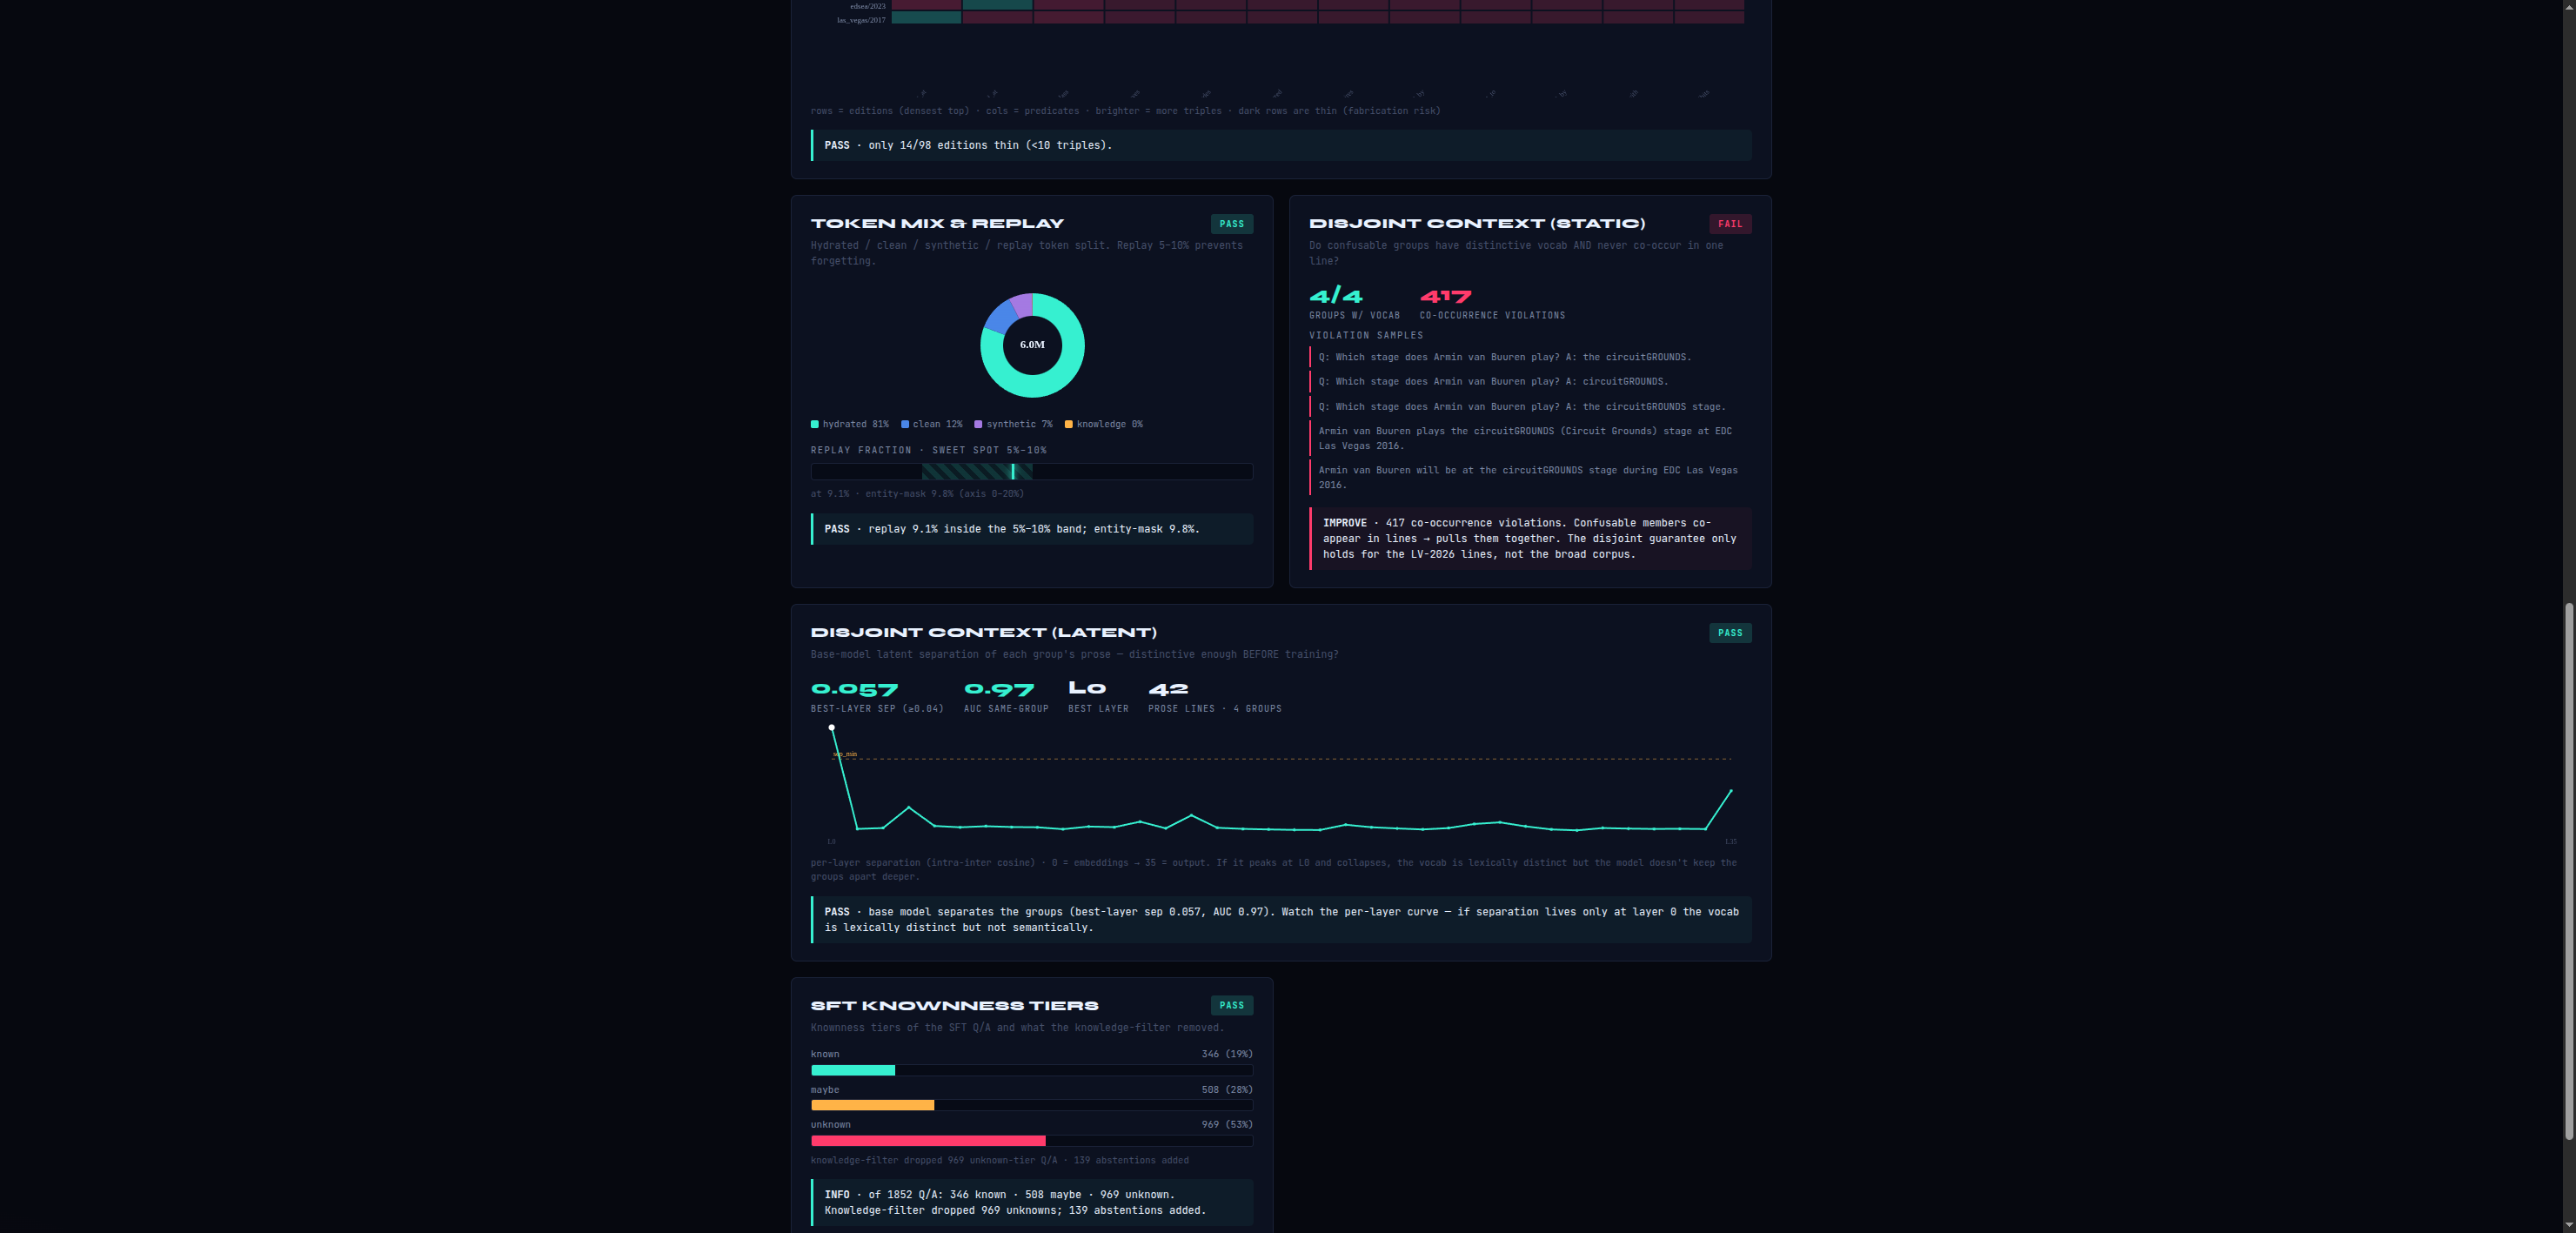 edsea/2023
las_vegas/2017
rows = editions (densest top) · cols = predicates · brighter = more triples · dark rows are thin (fabrication risk)
PASS · only 14/98 editions thin (<10 triples).
TOKEN MIX & REPLAY
PASS
Hydrated / clean / synthetic / replay token split. Replay 5–10% prevents
forgetting.
6.0M
hydrated 81%
clean 12%
synthetic 7%
knowledge 0%
REPLAY FRACTION · SWEET SPOT 5%–10%
at 9.1% · entity-mask 9.8% (axis 0–20%)
PASS · replay 9.1% inside the 5%–10% band; entity-mask 9.8%.
DISJOINT CONTEXT (STATIC)
FAIL
Do confusable groups have distinctive vocab AND never co-occur in one
line?
4/4
GROUPS W/ VOCAB
417
CO-OCCURRENCE VIOLATIONS
VIOLATION SAMPLES
Q: Which stage does Armin van Buuren play? A: the circuitGROUNDS.
Q: Which stage does Armin van Buuren play? A: circuitGROUNDS.
Q: Which stage does Armin van Buuren play? A: the circuitGROUNDS stage.
Armin van Buuren plays the circuitGROUNDS (Circuit Grounds) stage at EDC
Las Vegas 2016.
Armin van Buuren will be at the circuitGROUNDS stage during EDC Las Vegas
2016.
IMPROVE · 417 co-occurrence violations. Confusable members co-
appear in lines → pulls them together. The disjoint guarantee only
holds for the LV-2026 lines, not the broad corpus.
DISJOINT CONTEXT (LATENT)
PASS
Base-model latent separation of each group's prose — distinctive enough BEFORE training?
0.057
BEST-LAYER SEP (≥0.04)
0.97
AUC SAME-GROUP
L0
BEST LAYER
42
PROSE LINES · 4 GROUPS
sep_min
L0
L35
per-layer separation (intra-inter cosine) · 0 = embeddings → 35 = output. If it peaks at L0 and collapses, the vocab is lexically distinct but the model doesn't keep the
groups apart deeper.
PASS · base model separates the groups (best-layer sep 0.057, AUC 0.97). Watch the per-layer curve — if separation lives only at layer 0 the vocab
is lexically distinct but not semantically.
SFT KNOWNNESS TIERS
PASS
Knownness tiers of the SFT Q/A and what the knowledge-filter removed.
known
346 (19%)
maybe
508 (28%)
unknown
969 (53%)
knowledge-filter dropped 969 unknown-tier Q/A · 139 abstentions added
INFO · of 1852 Q/A: 346 known · 508 maybe · 969 unknown.
Knowledge-filter dropped 969 unknowns; 139 abstentions added.